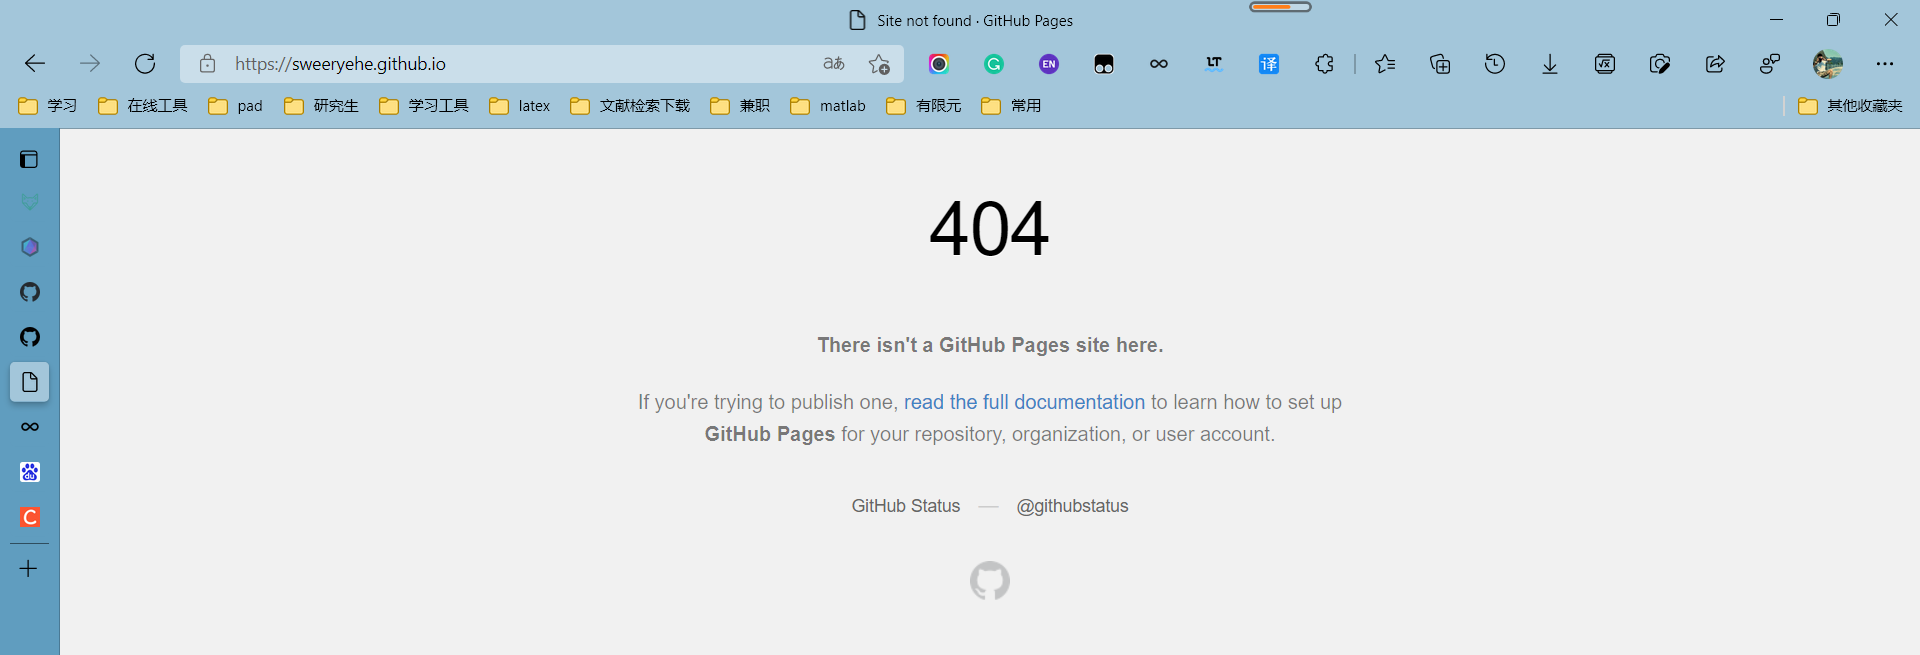 Site not found · GitHub Pages
https://sweeryehe.github.io
aあ
EN
LT
译
学习
在线工具
pad
研究生
学习工具
latex
文献检索下载
兼职
matlab
有限元
常用
其他收藏夹
404
There isn't a GitHub Pages site here.
If you're trying to publish one, read the full documentation to learn how to set up
GitHub Pages for your repository, organization, or user account.
GitHub Status — @githubstatus
du
C